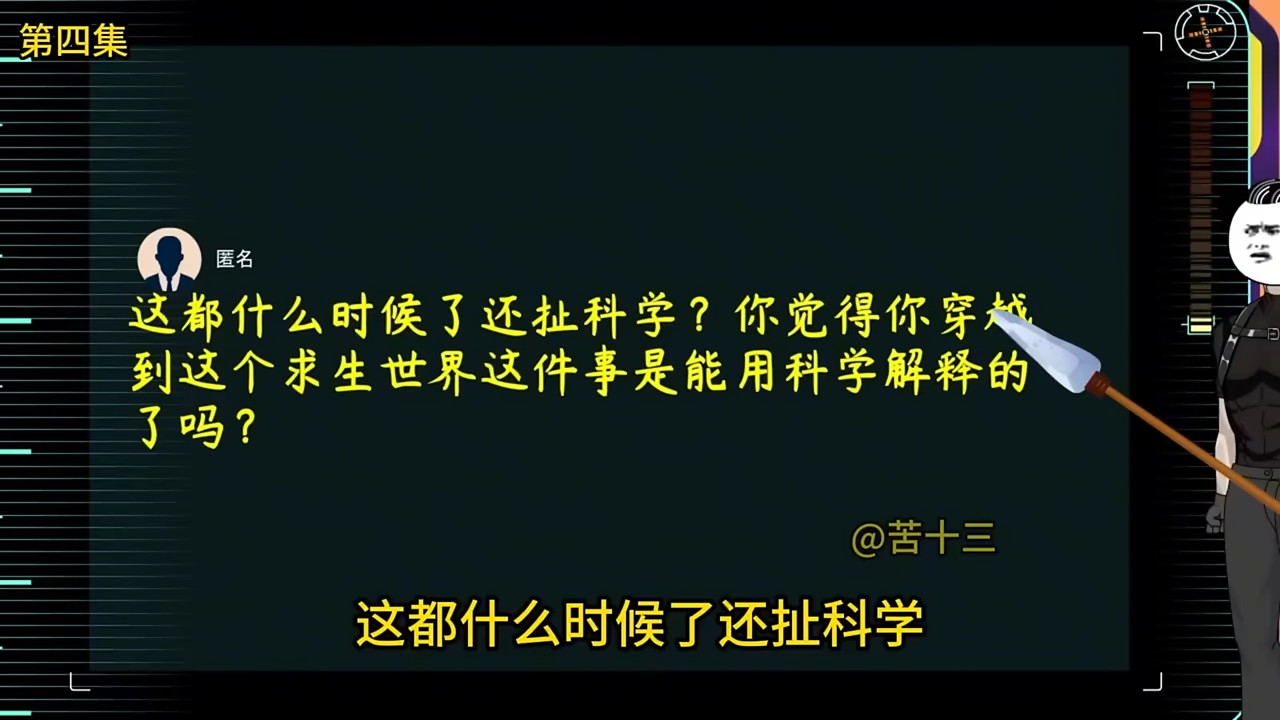 第四集
匿名
这都什么时候了还扯科学？你觉得你穿越
到这个求生世界这件事是能用科学解释的
了吗？
@苦十三
这都什么时候了还扯科学